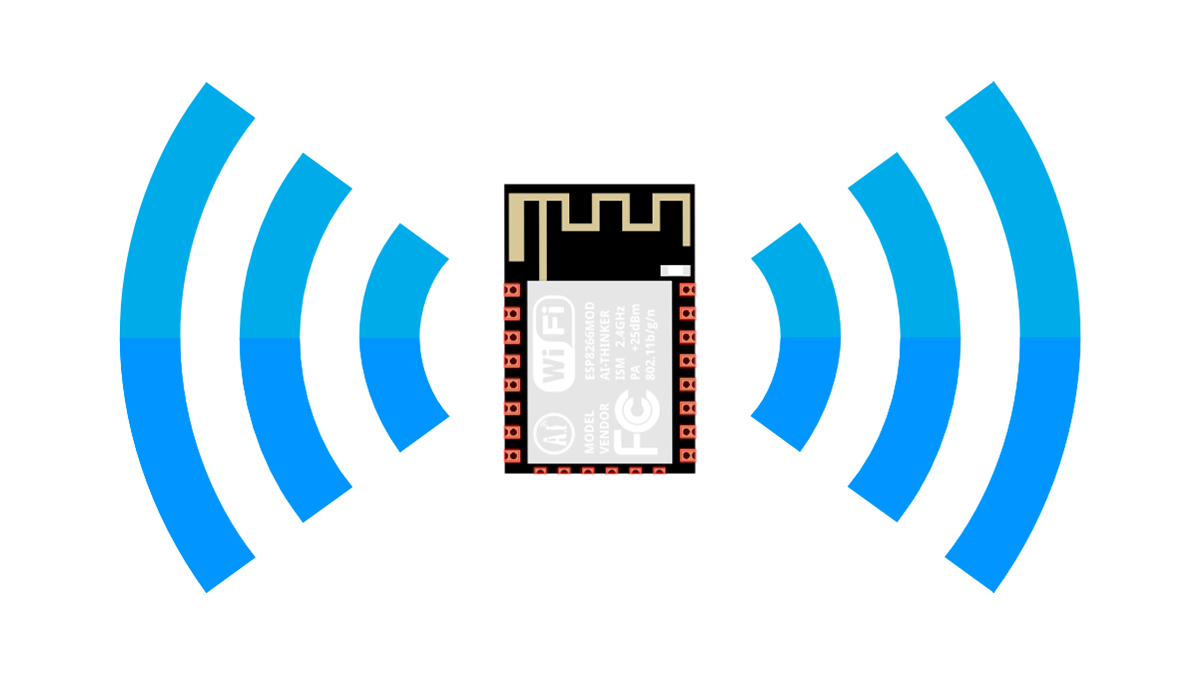 WiFi
Ai
FC
MODEL ESP8266MOD
VENDOR AI-THINKER
ISM 2.4GHz
PA +25dBm
802.11b/g/n